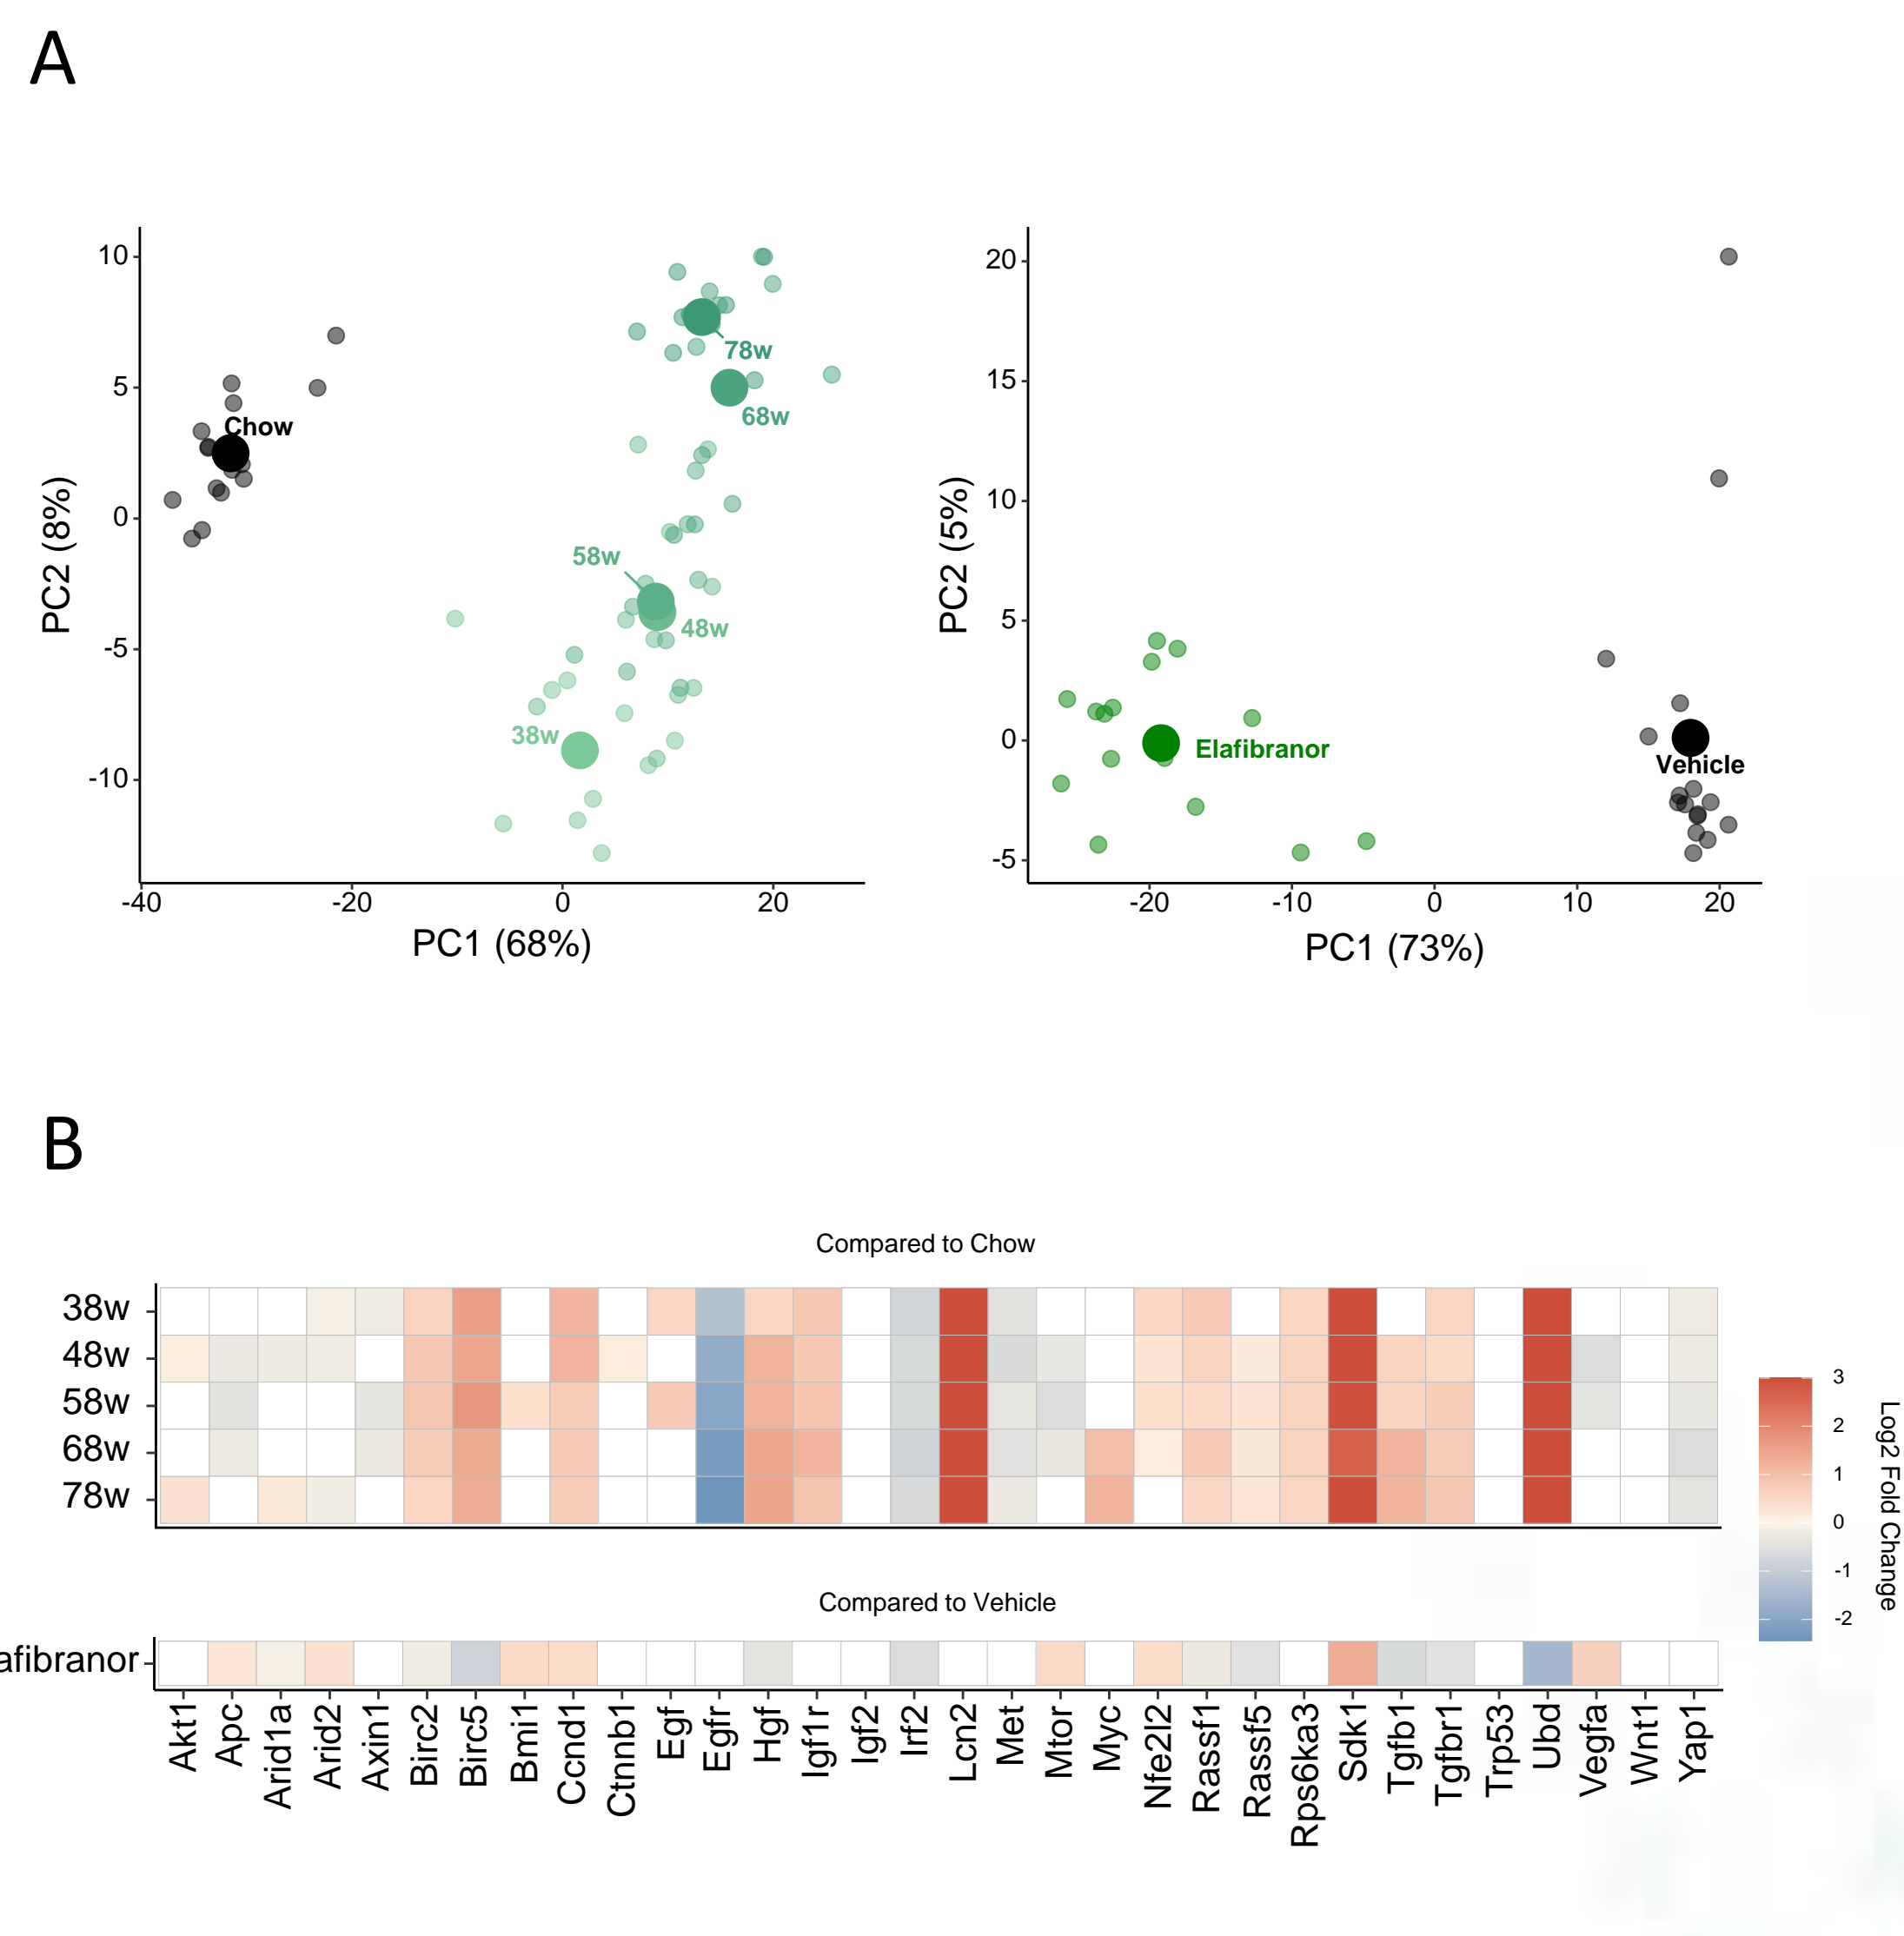 A
10
5
0
-5
-10
-40
-20
0
20
PC2 (8%)
PC1 (68%)
Chow
78w
68w
58w
48w
38w
20
15
10
5
0
-5
-20
-10
0
10
20
PC2 (5%)
PC1 (73%)
Elafibranor
Vehicle
B
Compared to Chow
38w
48w
58w
68w
78w
Compared to Vehicle
afibranor
Akt1
Apc
Arid1a
Arid2
Axin1
Birc2
Birc5
Bmi1
Ccnd1
Ctnnb1
Egf
Egfr
Hgf
Igf1r
Igf2
Irf2
Lcn2
Met
Mtor
Myc
Nfe2l2
Rassf1
Rassf5
Rps6ka3
Sdk1
Tgfb1
Tgfbr1
Trp53
Ubd
Vegfa
Wnt1
Yap1
3
2
1
0
-1
-2
Log2 Fold Change